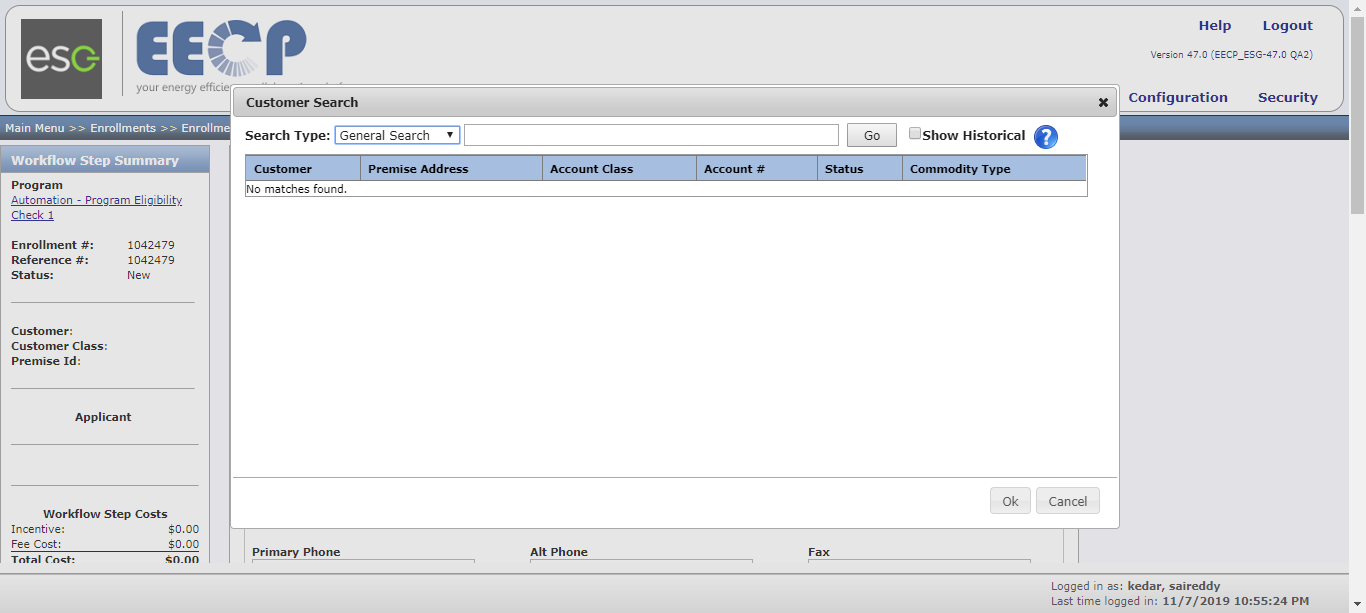 esc
EECP
your energy efficie
Help
Logout
Version 47.0 (EECP_ESG-47.0 QA2)
Configuration
Security
Main Menu >> Enrollments >> Enrollme
Customer Search
Search Type:
General Search
Go
Show Historical
?
Customer
Premise Address
Account Class
Account #
Status
Commodity Type
No matches found.
Ok
Cancel
Workflow Step Summary
Program
Automation - Program Eligibility
Check 1
Enrollment #: 1042479
Reference #: 1042479
Status: New
Customer:
Customer Class:
Premise Id:
Applicant
Workflow Step Costs
Incentive: $0.00
Fee Cost: $0.00
Total Cost: $0.00
Primary Phone
Alt Phone
Fax
Logged in as: kedar, saireddy
Last time logged in: 11/7/2019 10:55:24 PM